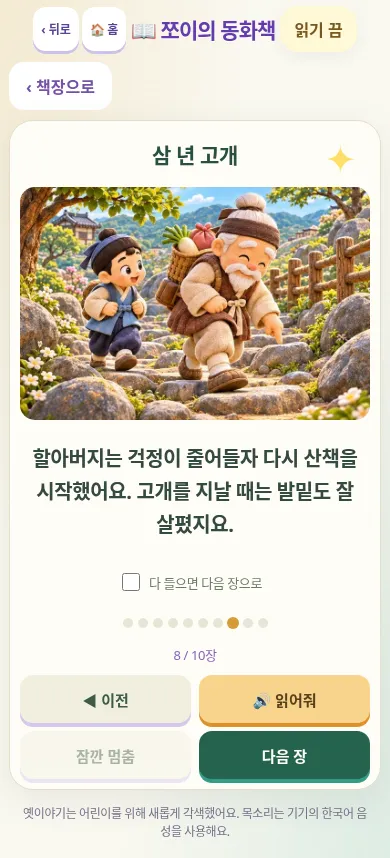 ‹ 뒤로 🏠 홈 📖 쪼이의 동화책 읽기 끝
‹ 책장으로
삼 년 고개
할아버지는 걱정이 줄어들자 다시 산책을
시작했어요. 고개를 지날 때는 발밑도 잘
살폈지요.
다 들으면 다음 장으로
8 / 10장
◀ 이전 🔊 읽어줘
잠깐 멈춤 다음 장
옛이야기는 어린이를 위해 새롭게 각색했어요. 목소리는 기기의 한국어 음
성을 사용해요.